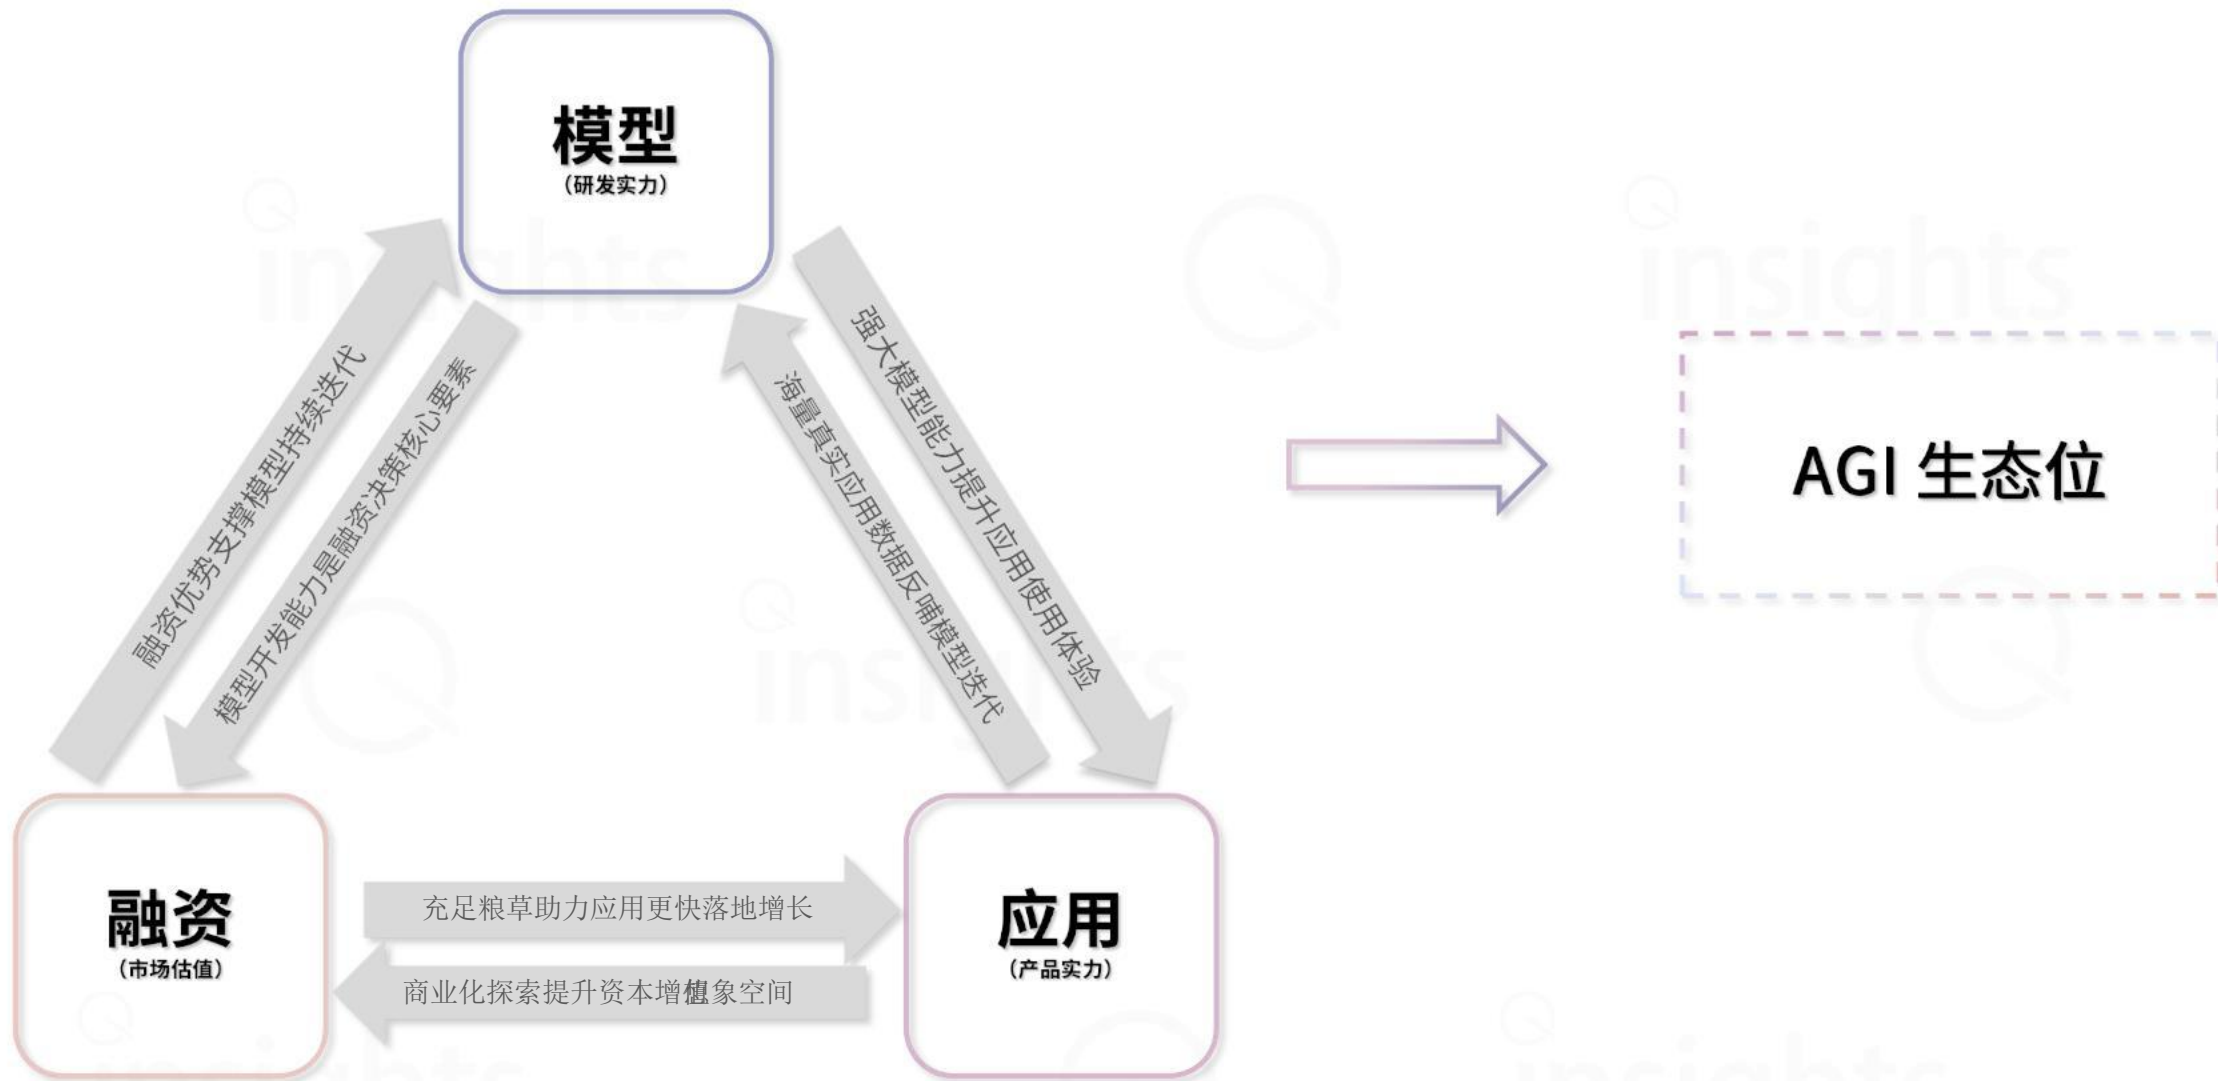 模型
（研发实力）
融资优势支撑模型持续迭代
模型开发能力是融资决策核心要素
海量真实应用数据反哺模型迭代
强大模型能力提升应用使用体验
AGI 生态位
融资
（市场估值）
充足粮草助力应用更快落地增长
商业化探索提升资本增值想象空间
应用
（产品实力）
insights
insights
insights
insights
insights